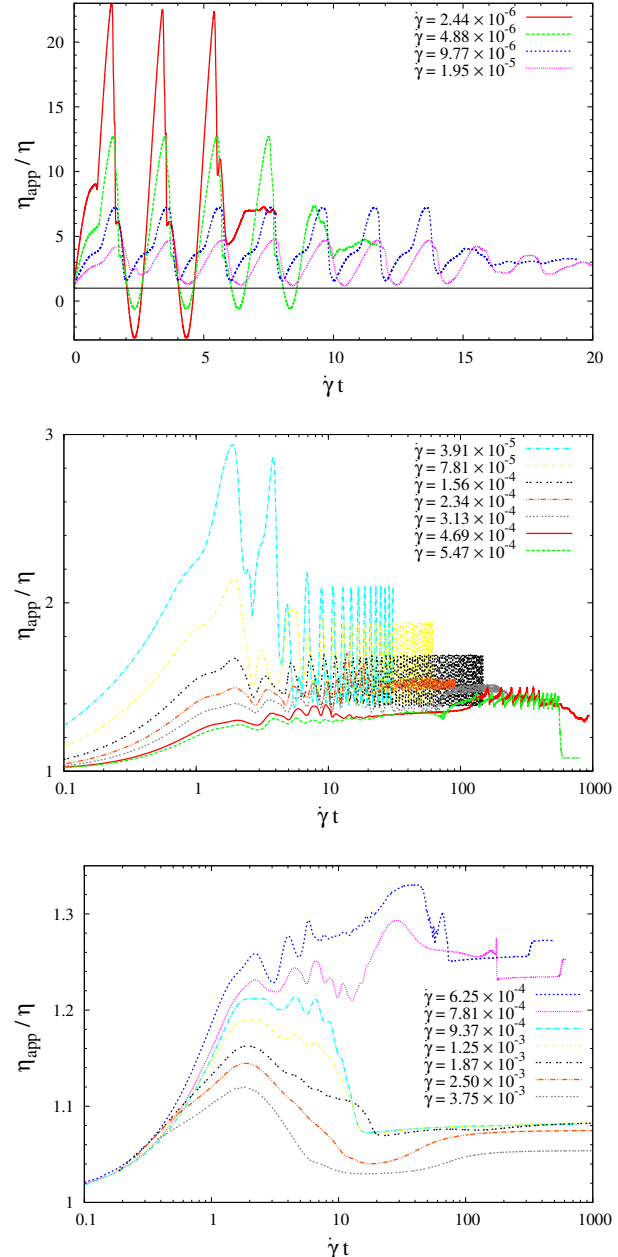 η_app / η
γ̇ = 2.44 × 10⁻⁶
γ̇ = 4.88 × 10⁻⁶
γ̇ = 9.77 × 10⁻⁶
γ̇ = 1.95 × 10⁻⁵
20
15
10
5
0
0 5 10 15 20
γ̇ t
η_app / η
γ̇ = 3.91 × 10⁻⁵
γ̇ = 7.81 × 10⁻⁵
γ̇ = 1.56 × 10⁻⁴
γ̇ = 2.34 × 10⁻⁴
γ̇ = 3.13 × 10⁻⁴
γ̇ = 4.69 × 10⁻⁴
γ̇ = 5.47 × 10⁻⁴
3
2
1
0.1 1 10 100 1000
γ̇ t
η_app / η
1.3
1.2
1.1
1
γ̇ = 6.25 × 10⁻⁴
γ̇ = 7.81 × 10⁻⁴
γ̇ = 9.37 × 10⁻⁴
γ̇ = 1.25 × 10⁻³
γ̇ = 1.87 × 10⁻³
γ̇ = 2.50 × 10⁻³
γ̇ = 3.75 × 10⁻³
0.1 1 10 100 1000
γ̇ t